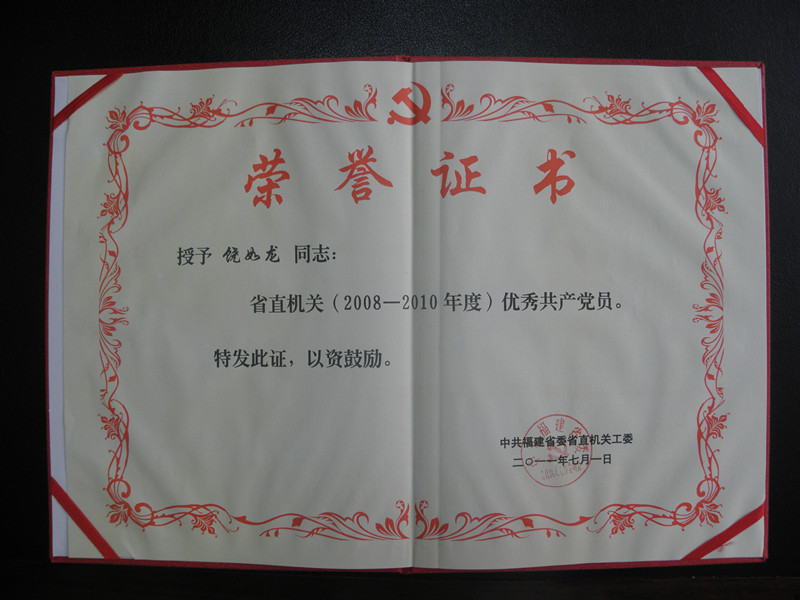 荣誉证书
授予 饶如龙 同志：
省直机关（2008—2010年度）优秀共产党员。
特发此证，以资鼓励。
中共福建省委省直机关工委
二〇一一年七月一日